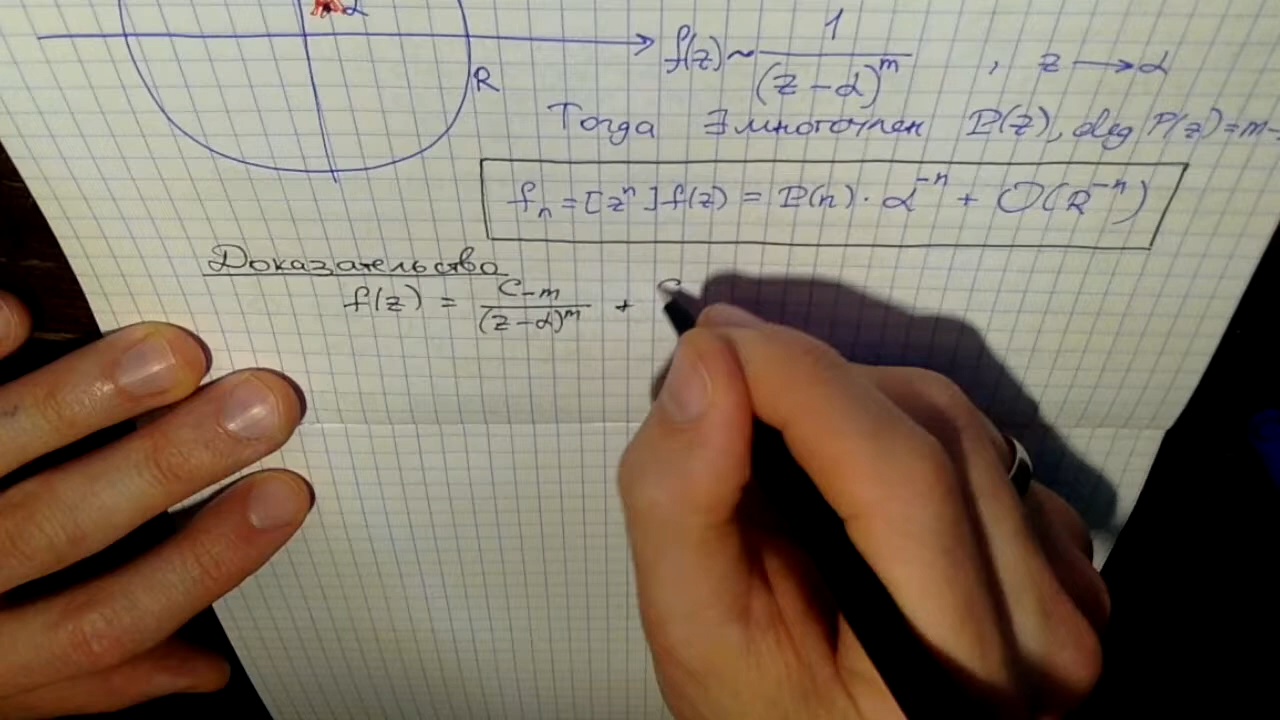 α
R
f(z) ~ 1/(z-α)^m , z → α
Тогда ∃ многочлен P(z), deg P(z)=m-
f_n = [z^n] f(z) = P(n) · α^{-n} + O(R^{-n})
Доказательство
f(z) = c_{-m}/(z-α)^m + c